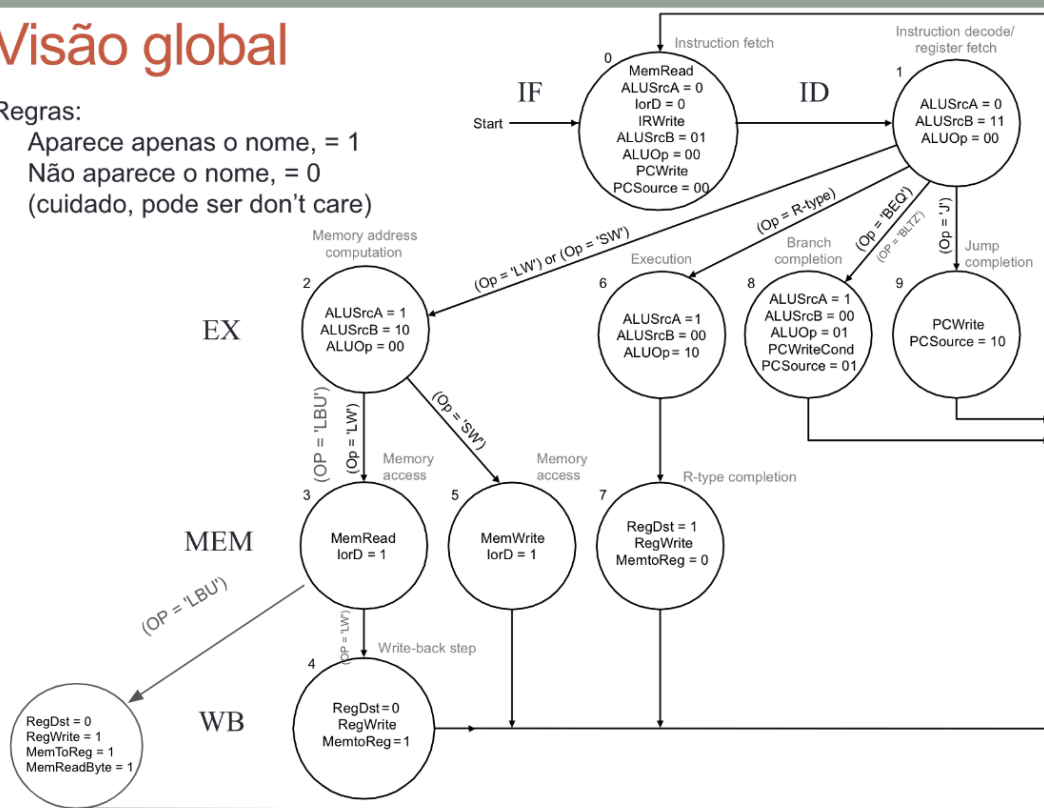 Visão global
Regras:
Aparece apenas o nome, = 1
Não aparece o nome, = 0
(cuidado, pode ser don't care)
Start
IF
0
Instruction fetch
MemRead
ALUSrcA = 0
IorD = 0
IRWrite
ALUSrcB = 01
ALUOp = 00
PCWrite
PCSource = 00
ID
Instruction decode/
register fetch
1
ALUSrcA = 0
ALUSrcB = 11
ALUOp = 00
(Op = 'LW') or (Op = 'SW')
(Op = R-type)
(Op = 'BEQ')
(OP = 'BLTZ')
(Op = 'J')
EX
Memory address
computation
2
ALUSrcA = 1
ALUSrcB = 10
ALUOp = 00
Execution
6
ALUSrcA =1
ALUSrcB = 00
ALUOp= 10
Branch
completion
8
ALUSrcA = 1
ALUSrcB = 00
ALUOp = 01
PCWriteCond
PCSource = 01
Jump
completion
9
PCWrite
PCSource = 10
(OP = 'LBU')
(Op = 'LW')
(Op = 'SW')
MEM
Memory
access
3
MemRead
IorD = 1
Memory
access
5
MemWrite
IorD = 1
R-type completion
7
RegDst = 1
RegWrite
MemtoReg = 0
(OP = 'LBU')
(OP = 'LW')
WB
Write-back step
4
RegDst=0
RegWrite
MemtoReg=1
RegDst = 0
RegWrite = 1
MemToReg = 1
MemReadByte = 1